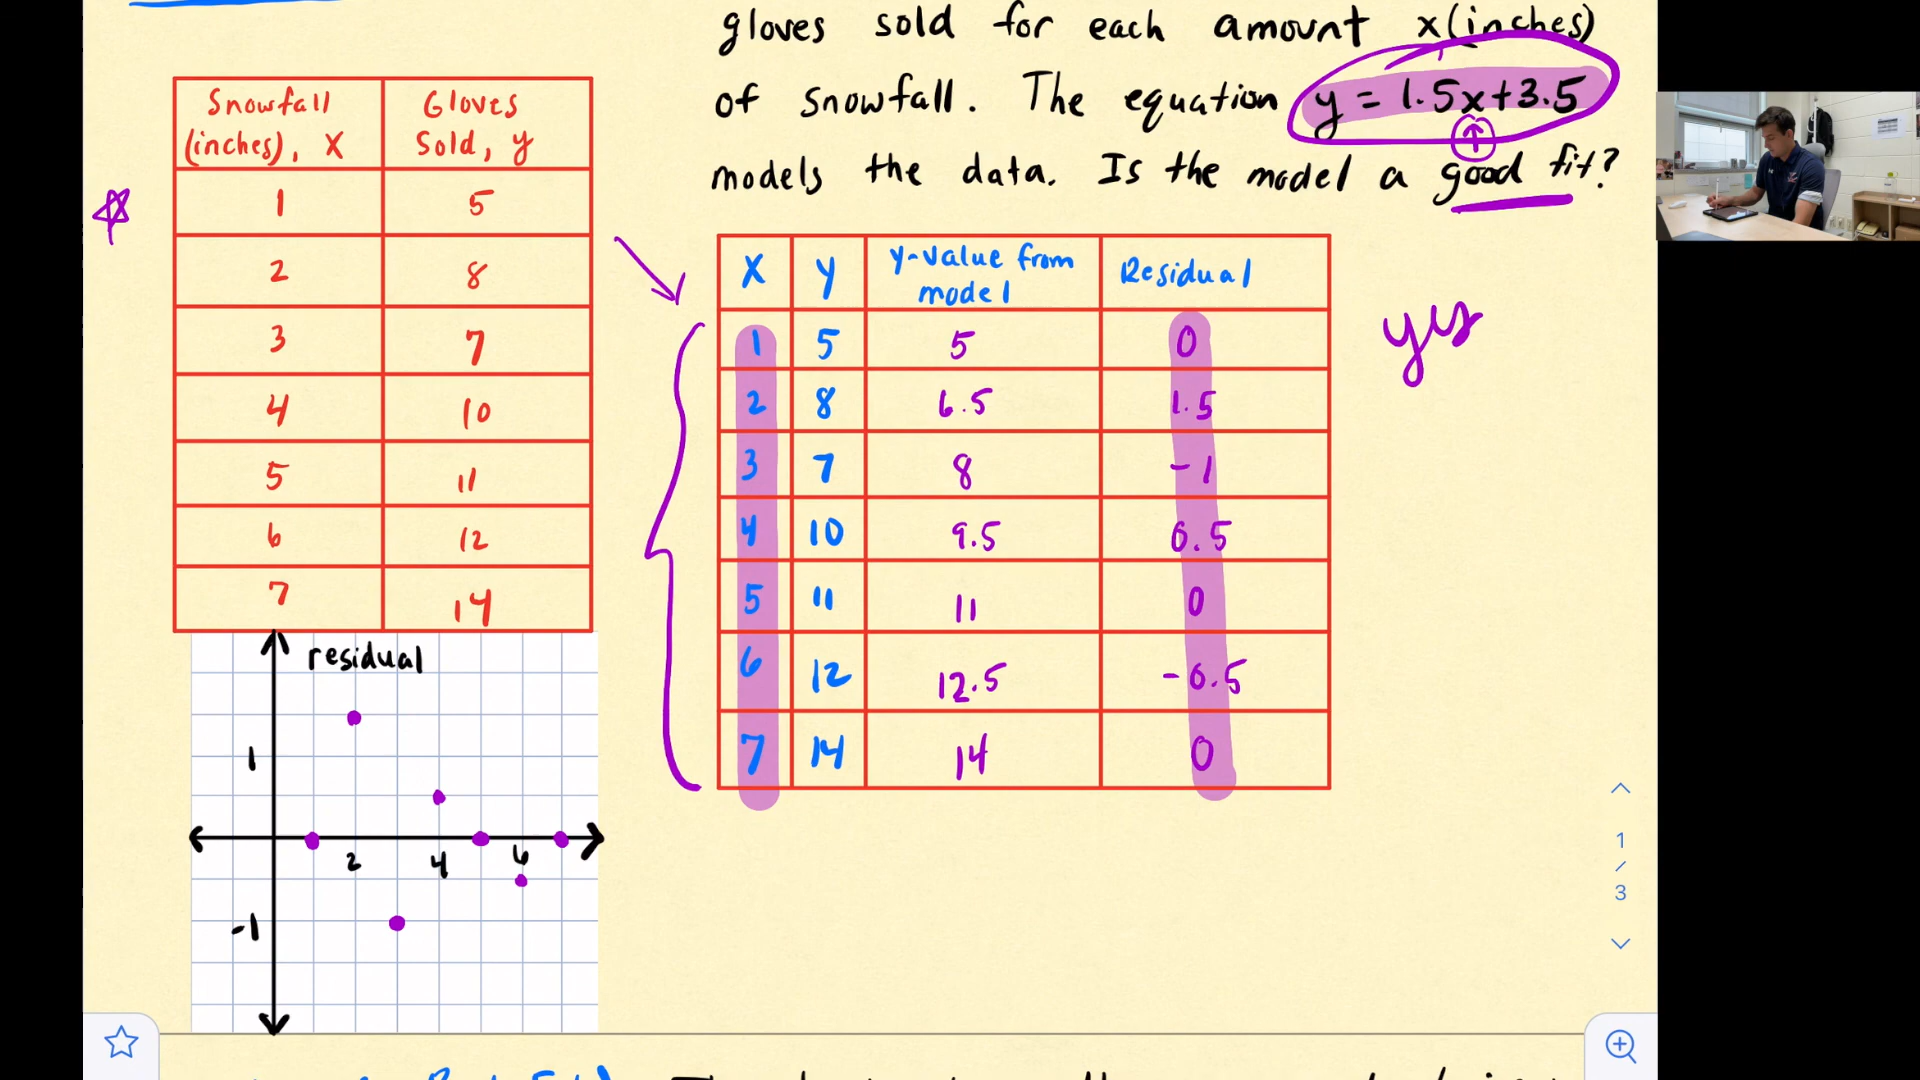 gloves sold for each amount x (inches)
of snowfall. The equation y = 1.5x+3.5
models the data. Is the model a good fit?
Snowfall (inches), X | Gloves Sold, y
1 | 5
2 | 8
3 | 7
4 | 10
5 | 11
6 | 12
7 | 14
X | Y | y-value from model | Residual
1 | 5 | 5 | 0
2 | 8 | 6.5 | 1.5
3 | 7 | 8 | -1
4 | 10 | 9.5 | 0.5
5 | 11 | 11 | 0
6 | 12 | 12.5 | -0.5
7 | 14 | 14 | 0
yes
residual
1
2 4 6
-1
1
/
3